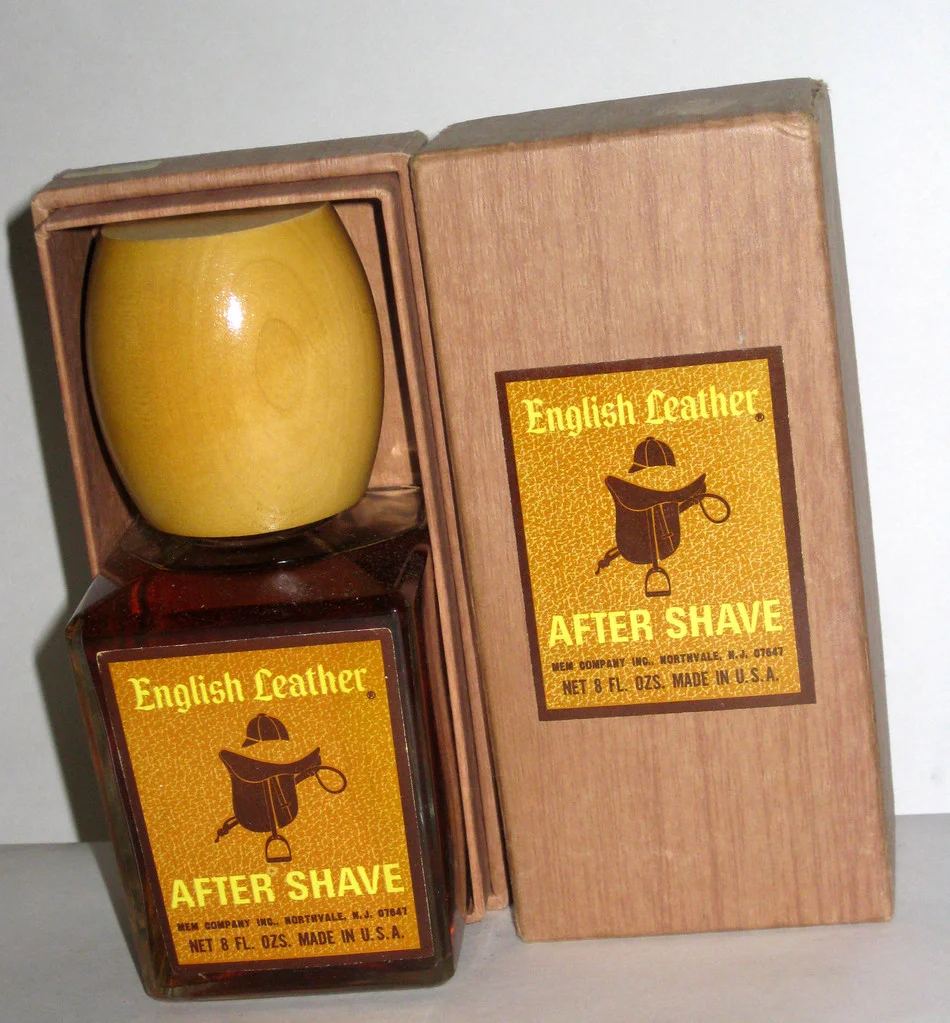 English Leather®
AFTER SHAVE
MEM COMPANY INC., NORTHVALE, N.J. 07647
NET 8 FL. OZS. MADE IN U.S.A.
English Leather®
AFTER SHAVE
MEM COMPANY INC., NORTHVALE, N.J. 07647
NET 8 FL. OZS. MADE IN U.S.A.